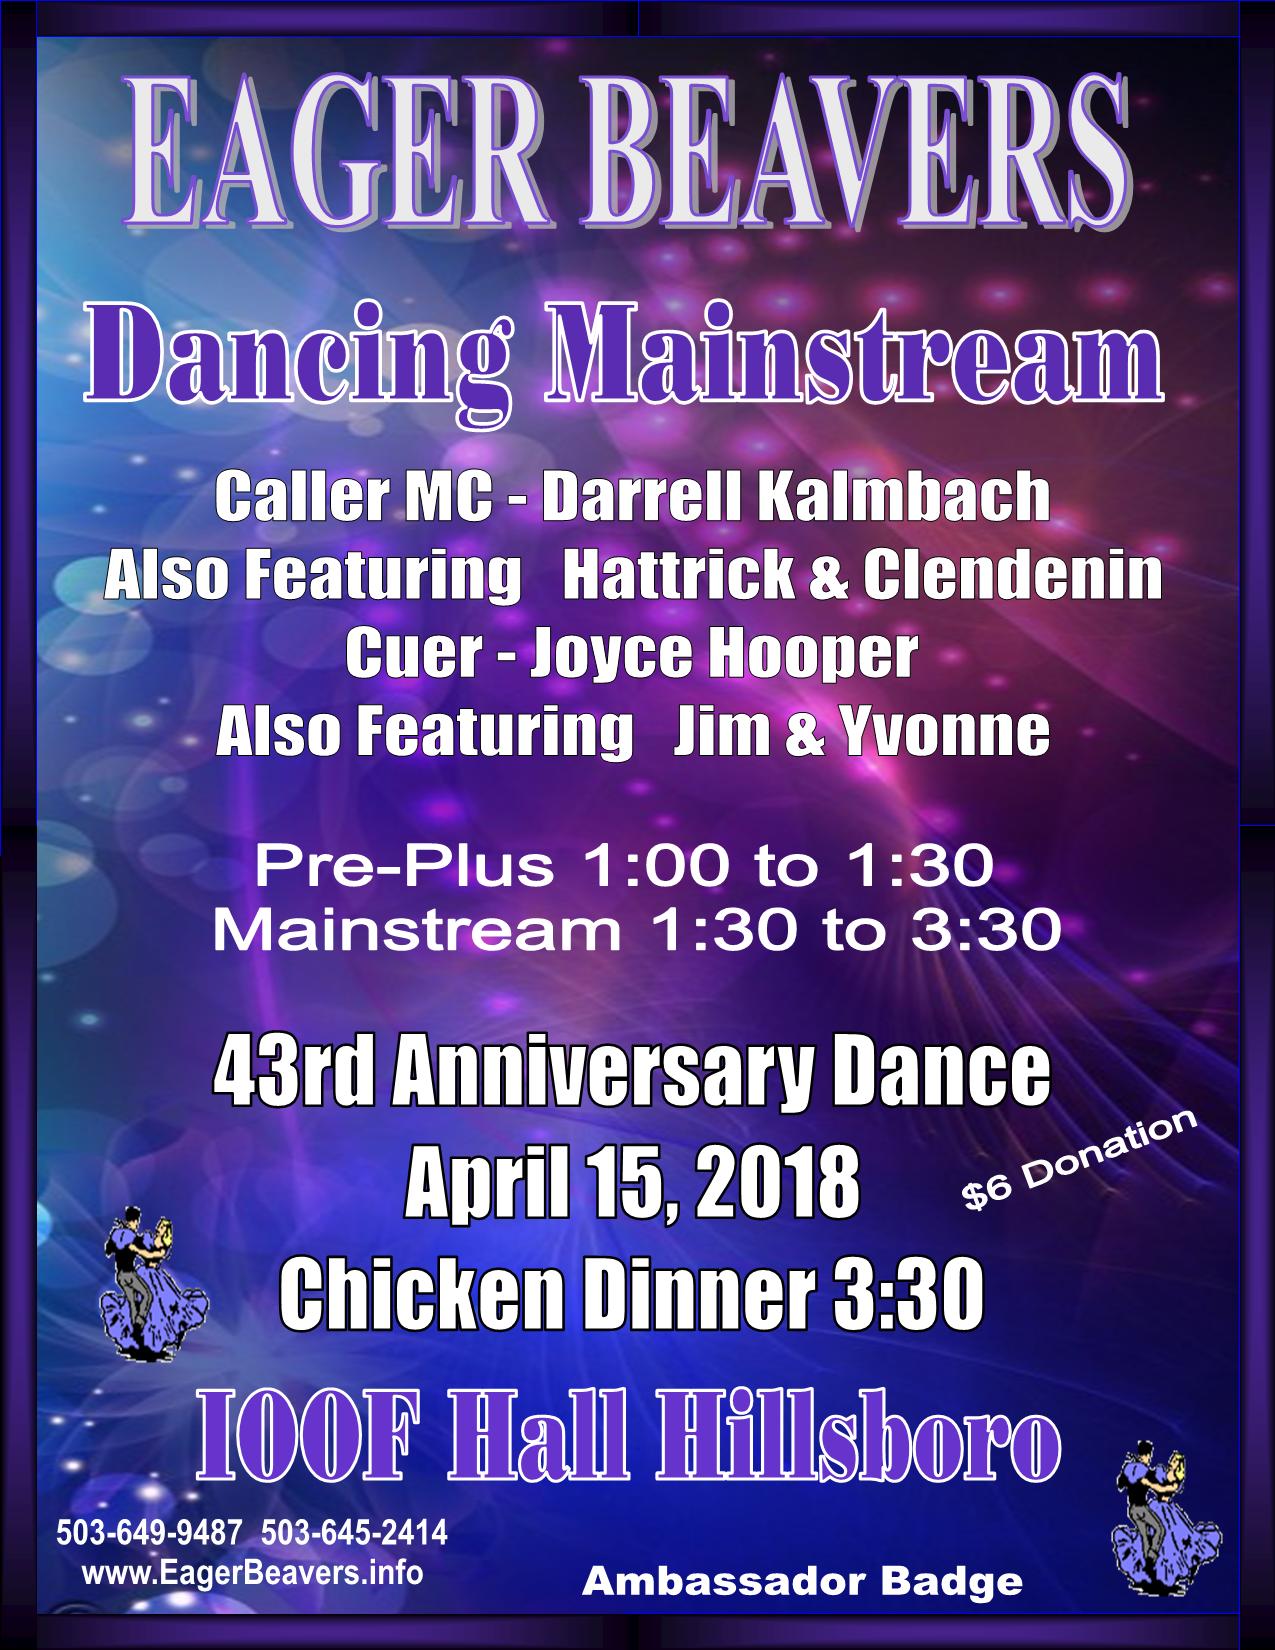 EAGER BEAVERS
Dancing Mainstream
Caller MC - Darrell Kalmbach
Also Featuring Hattrick & Clendenin
Cuer - Joyce Hooper
Also Featuring Jim & Yvonne
Pre-Plus 1:00 to 1:30
Mainstream 1:30 to 3:30
43rd Anniversary Dance
April 15, 2018
$6 Donation
Chicken Dinner 3:30
IOOF Hall Hillsboro
503-649-9487 503-645-2414
www.EagerBeavers.info
Ambassador Badge